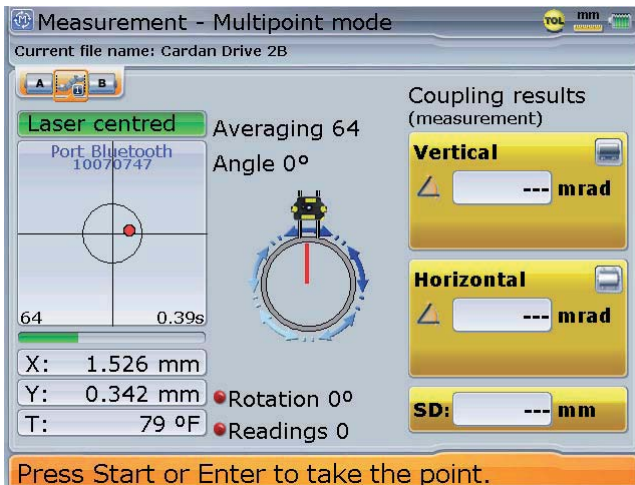 Measurement - Multipoint mode
TOL
mm
Current file name: Cardan Drive 2B
A
B
Laser centred
Port Bluetooth
10070747
64
0.39s
X: 1.526 mm
Y: 0.342 mm
T: 79 ºF
Averaging 64
Angle 0º
Rotation 0º
Readings 0
Coupling results
(measurement)
Vertical
--- mrad
Horizontal
--- mrad
SD: --- mm
Press Start or Enter to take the point.